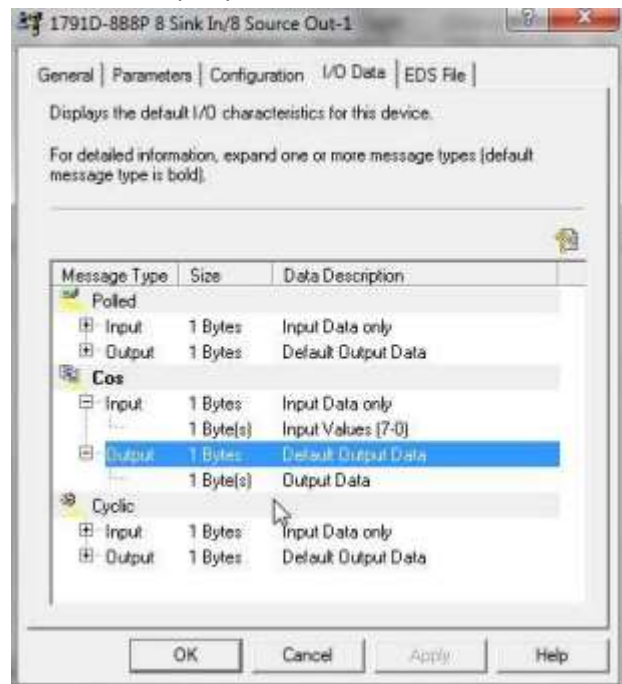 1791D-8B8P 8 Sink In/8 Source Out-1
General Parameters Configuration I/O Data EDS File
Displays the default I/O characteristics for this device.
For detailed information, expand one or more message types (default
message type is bold).
Message Type Size Data Description
Polled
Input 1 Bytes Input Data only
Output 1 Bytes Default Output Data
Cos
Input 1 Bytes Input Data only
1 Byte(s) Input Values (7-0)
Output 1 Bytes Default Output Data
1 Byte(s) Output Data
Cyclic
Input 1 Bytes Input Data only
Output 1 Bytes Default Output Data
OK Cancel Apply Help